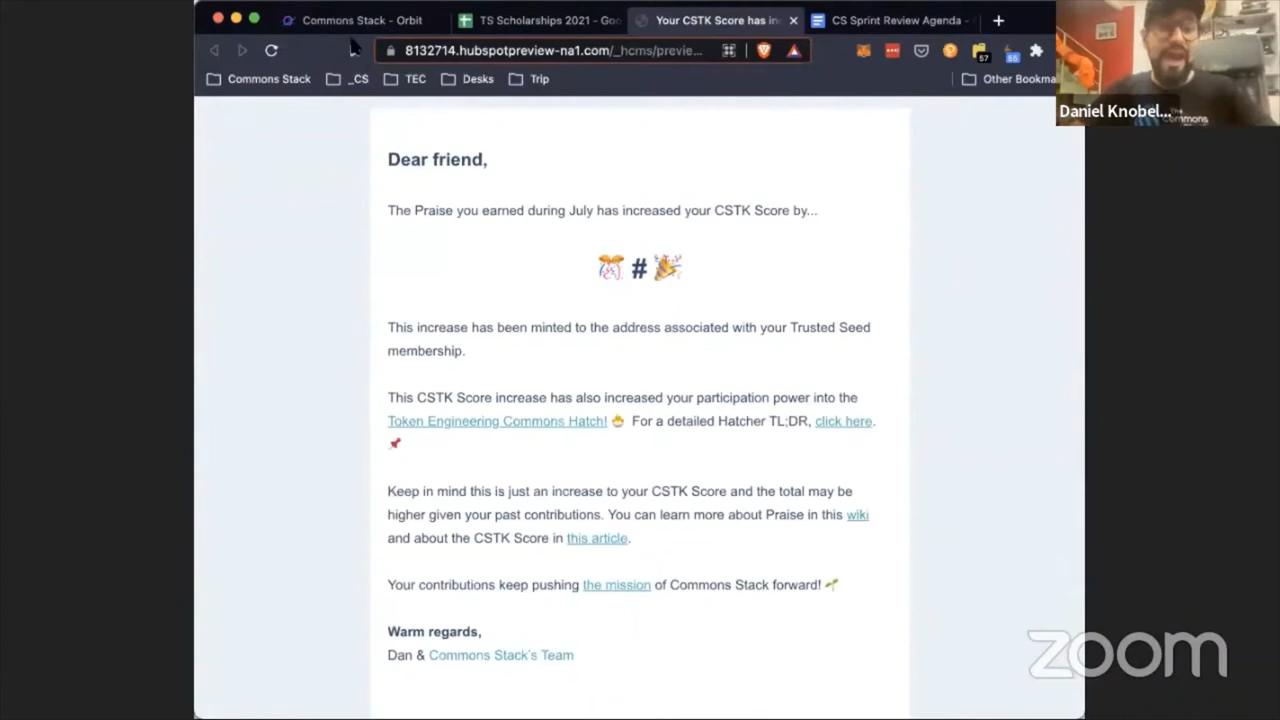 Commons Stack - Orbit
TS Scholarships 2021 - Goo
Your CSTK Score has in
CS Sprint Review Agenda -
8132714.hubspotpreview-na1.com/_hcms/previe...
57
55
Commons Stack
_CS
TEC
Desks
Trip
Other Bookma
Daniel Knobel...
Dear friend,
The Praise you earned during July has increased your CSTK Score by...
🎊 # 🎉
This increase has been minted to the address associated with your Trusted Seed
membership.
This CSTK Score increase has also increased your participation power into the
Token Engineering Commons Hatch! 🐣 For a detailed Hatcher TL;DR, click here.
📌
Keep in mind this is just an increase to your CSTK Score and the total may be
higher given your past contributions. You can learn more about Praise in this wiki
and about the CSTK Score in this article.
Your contributions keep pushing the mission of Commons Stack forward! 🌱
Warm regards,
Dan & Commons Stack's Team
zoom